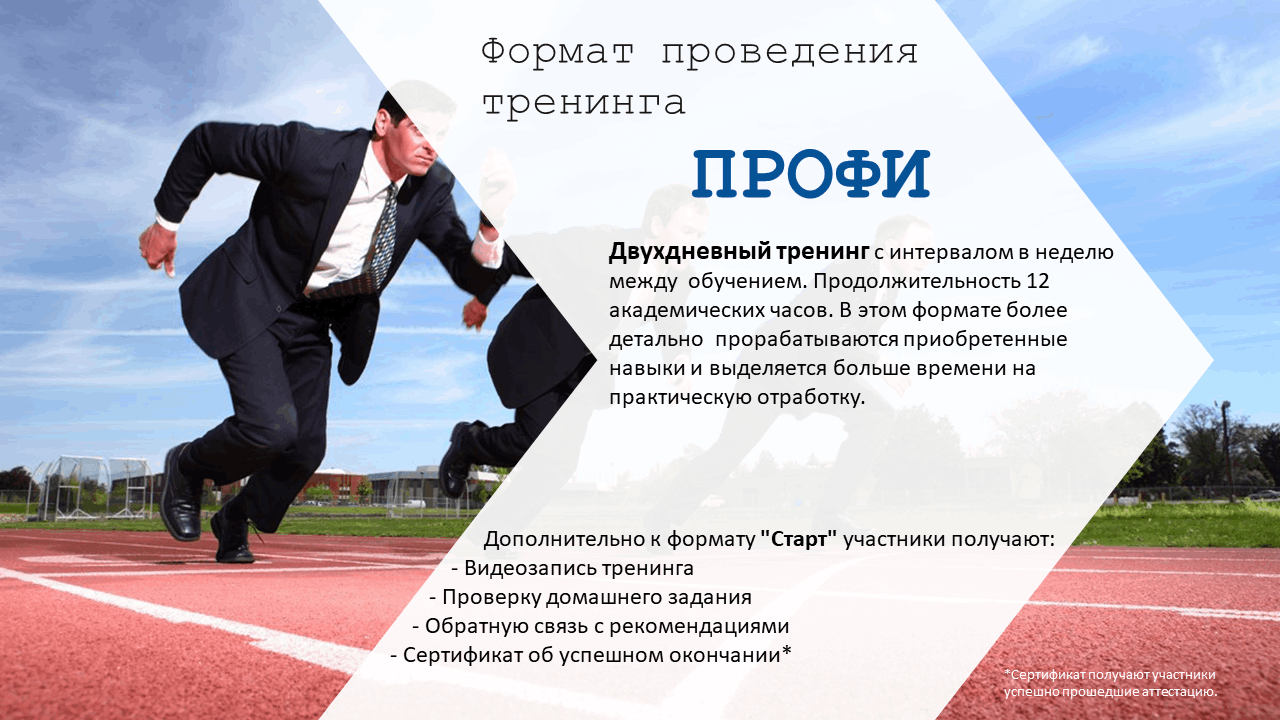 Формат проведения
тренинга
ПРОФИ
Двухдневный тренинг с интервалом в неделю
между обучением. Продолжительность 12
академических часов. В этом формате более
детально прорабатываются приобретенные
навыки и выделяется больше времени на
практическую отработку.
Дополнительно к формату "Старт" участники получают:
- Видеозапись тренинга
- Проверку домашнего задания
- Обратную связь с рекомендациями
- Сертификат об успешном окончании*
*Сертификат получают участники
успешно прошедшие аттестацию.